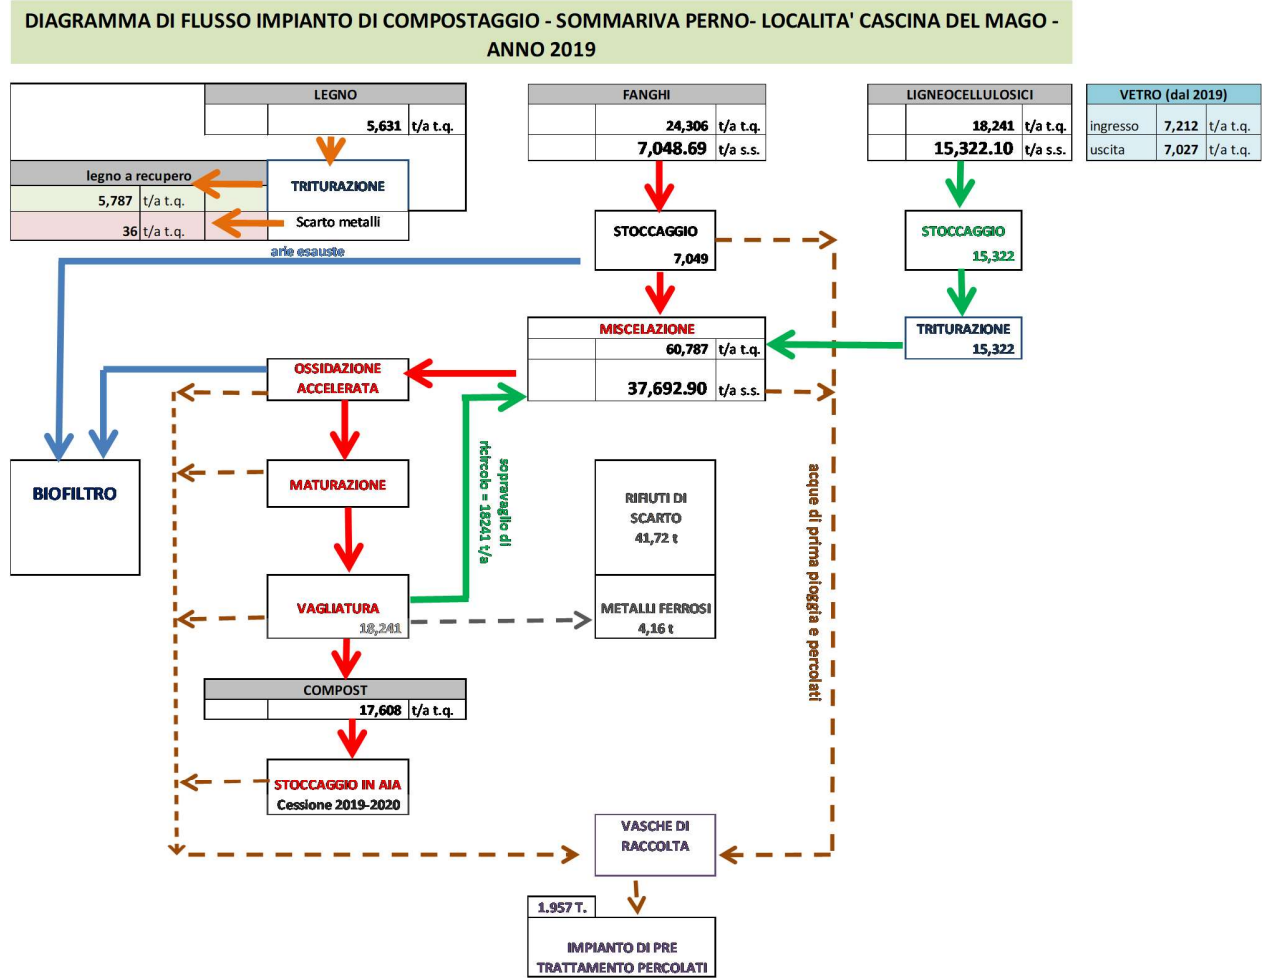 DIAGRAMMA DI FLUSSO IMPIANTO DI COMPOSTAGGIO - SOMMARIVA PERNO- LOCALITA' CASCINA DEL MAGO -
ANNO 2019
LEGNO
5,631 t/a t.q.
TRITURAZIONE
legno a recupero
5,787 t/a t.q.
Scarto metalli
36 t/a t.q.
FANGHI
24,306 t/a t.q.
7,048.69 t/a s.s.
LIGNEOCELLULOSICI
18,241 t/a t.q.
15,322.10 t/a s.s.
VETRO (dal 2019)
ingresso 7,212 t/a t.q.
uscita 7,027 t/a t.q.
STOCCAGGIO
7,049
STOCCAGGIO
15,322
arie esauste
MISCELAZIONE
60,787 t/a t.q.
37,692.90 t/a s.s.
TRITURAZIONE
15,322
OSSIDAZIONE
ACCELERATA
BIOFILTRO
MATURAZIONE
sopravaglio di
ricircolo = 18241 t/a
RIFIUTI DI
SCARTO
41,72 t
acque di prima pioggia e percolati
VAGLIATURA
18,241
METALLI FERROSI
4,16 t
COMPOST
17,608 t/a t.q.
STOCCAGGIO IN AIA
Cessione 2019-2020
VASCHE DI
RACCOLTA
1.957 T.
IMPIANTO DI PRE
TRATTAMENTO PERCOLATI